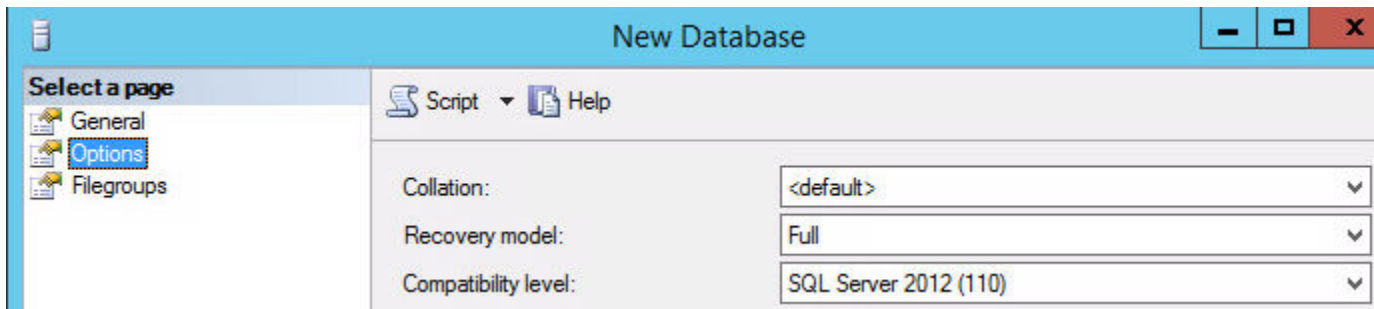 New Database
Select a page
General
Options
Filegroups
Script Help
Collation: <default>
Recovery model: Full
Compatibility level: SQL Server 2012 (110)